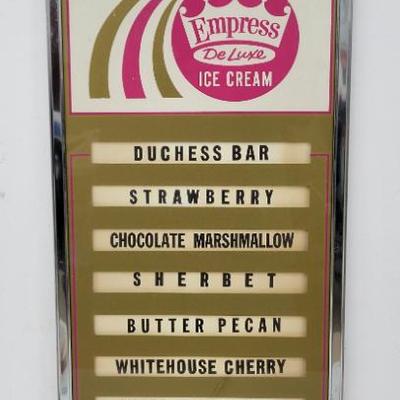 Empress
De Luxe
ICE CREAM
DUCHESS BAR
STRAWBERRY
CHOCOLATE MARSHMALLOW
SHERBET
BUTTER PECAN
WHITEHOUSE CHERRY